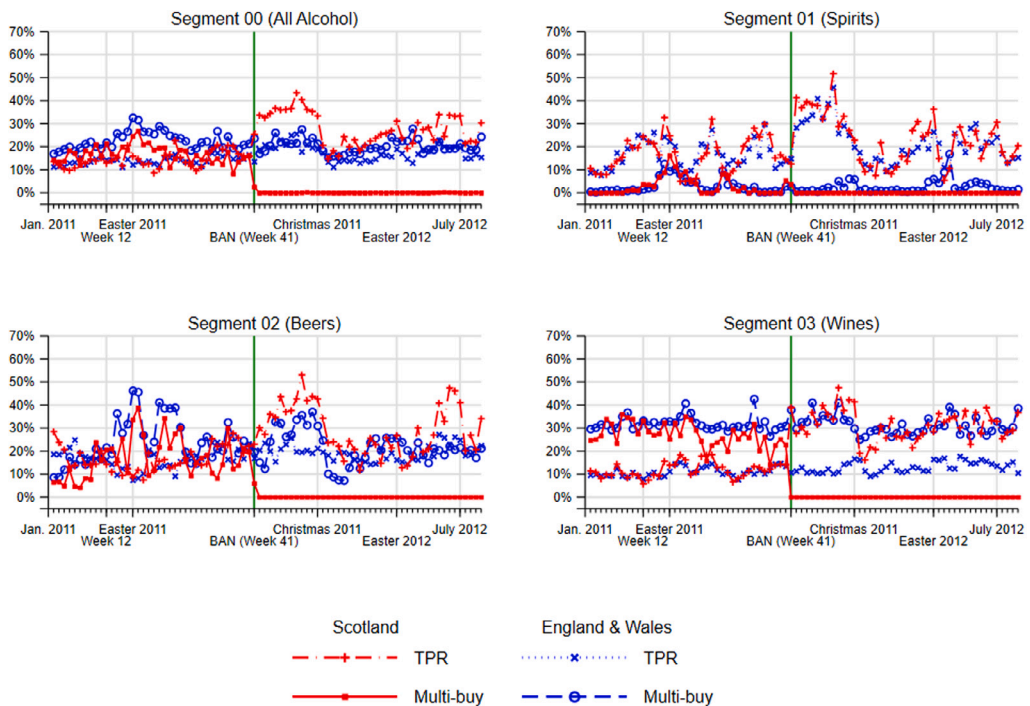 Segment 00 (All Alcohol)
70%
60%
50%
40%
30%
20%
10%
0%
Jan. 2011 Easter 2011 Christmas 2011 July 2012
Week 12 BAN (Week 41) Easter 2012
Segment 01 (Spirits)
70%
60%
50%
40%
30%
20%
10%
0%
Jan. 2011 Easter 2011 Christmas 2011 July 2012
Week 12 BAN (Week 41) Easter 2012
Segment 02 (Beers)
70%
60%
50%
40%
30%
20%
10%
0%
Jan. 2011 Easter 2011 Christmas 2011 July 2012
Week 12 BAN (Week 41) Easter 2012
Segment 03 (Wines)
70%
60%
50%
40%
30%
20%
10%
0%
Jan. 2011 Easter 2011 Christmas 2011 July 2012
Week 12 BAN (Week 41) Easter 2012
Scotland England & Wales
TPR TPR
Multi-buy Multi-buy